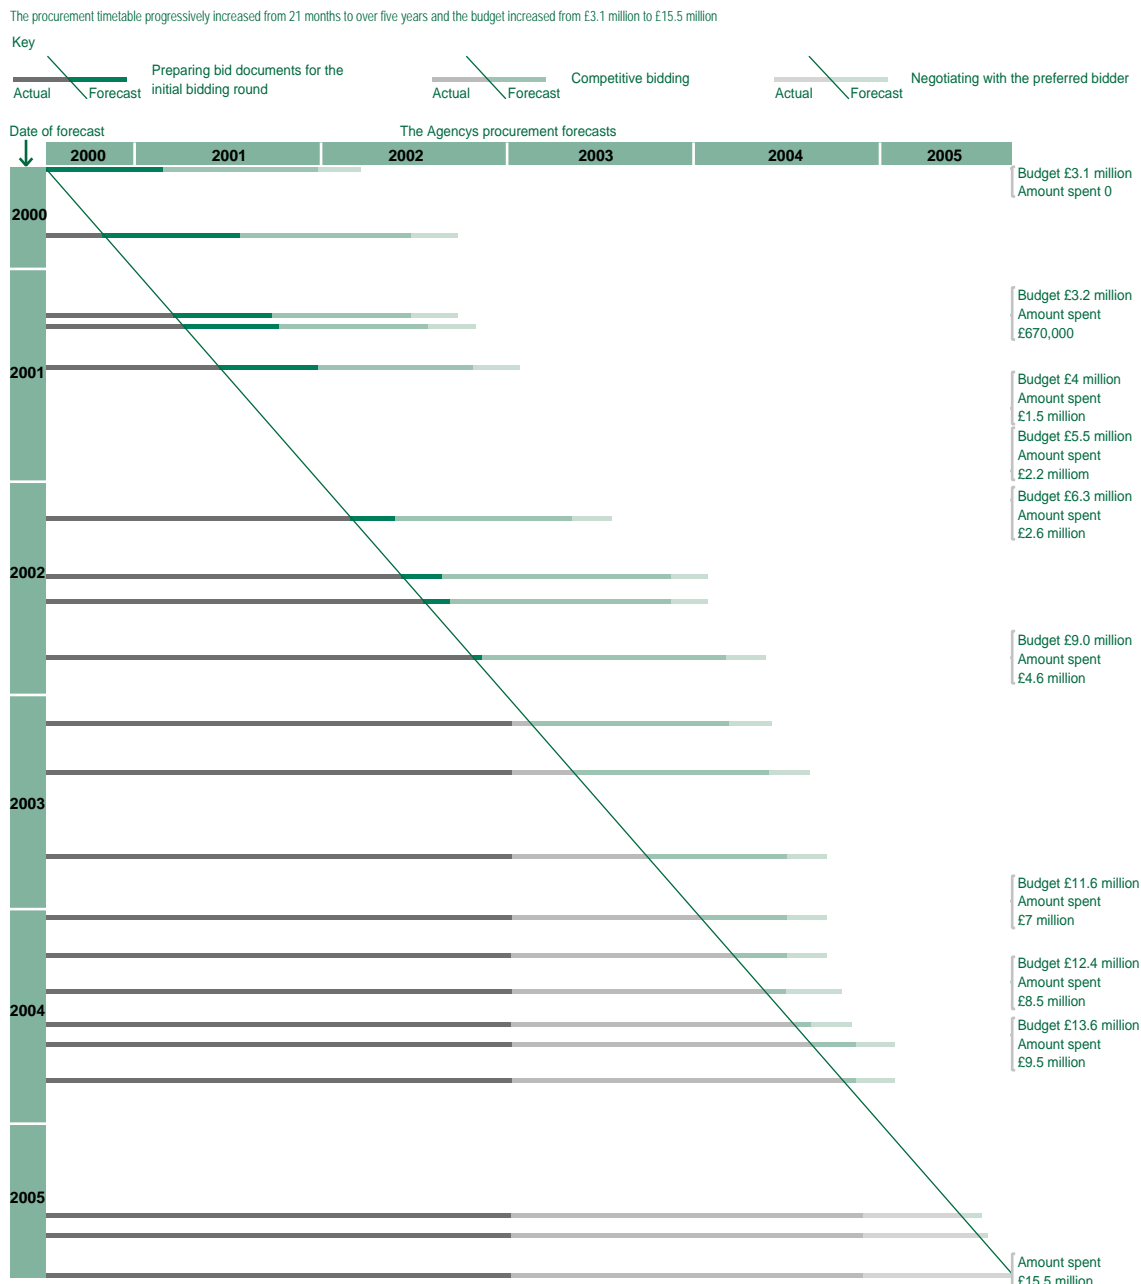 The procurement timetable progressively increased from 21 months to over five years and the budget increased from £3.1 million to £15.5 million
Key
Preparing bid documents for the
initial bidding round
Actual
Forecast
Competitive bidding
Actual
Forecast
Negotiating with the preferred bidder
Actual
Forecast
Date of forecast
The Agencys procurement forecasts
2000 2001 2002 2003 2004 2005
Budget £3.1 million
Amount spent 0
2000
Budget £3.2 million
Amount spent
£670,000
2001
Budget £4 million
Amount spent
£1.5 million
Budget £5.5 million
Amount spent
£2.2 milliom
Budget £6.3 million
Amount spent
£2.6 million
2002
Budget £9.0 million
Amount spent
£4.6 million
2003
Budget £11.6 million
Amount spent
£7 million
Budget £12.4 million
Amount spent
£8.5 million
2004
Budget £13.6 million
Amount spent
£9.5 million
2005
Amount spent
£15.5 million